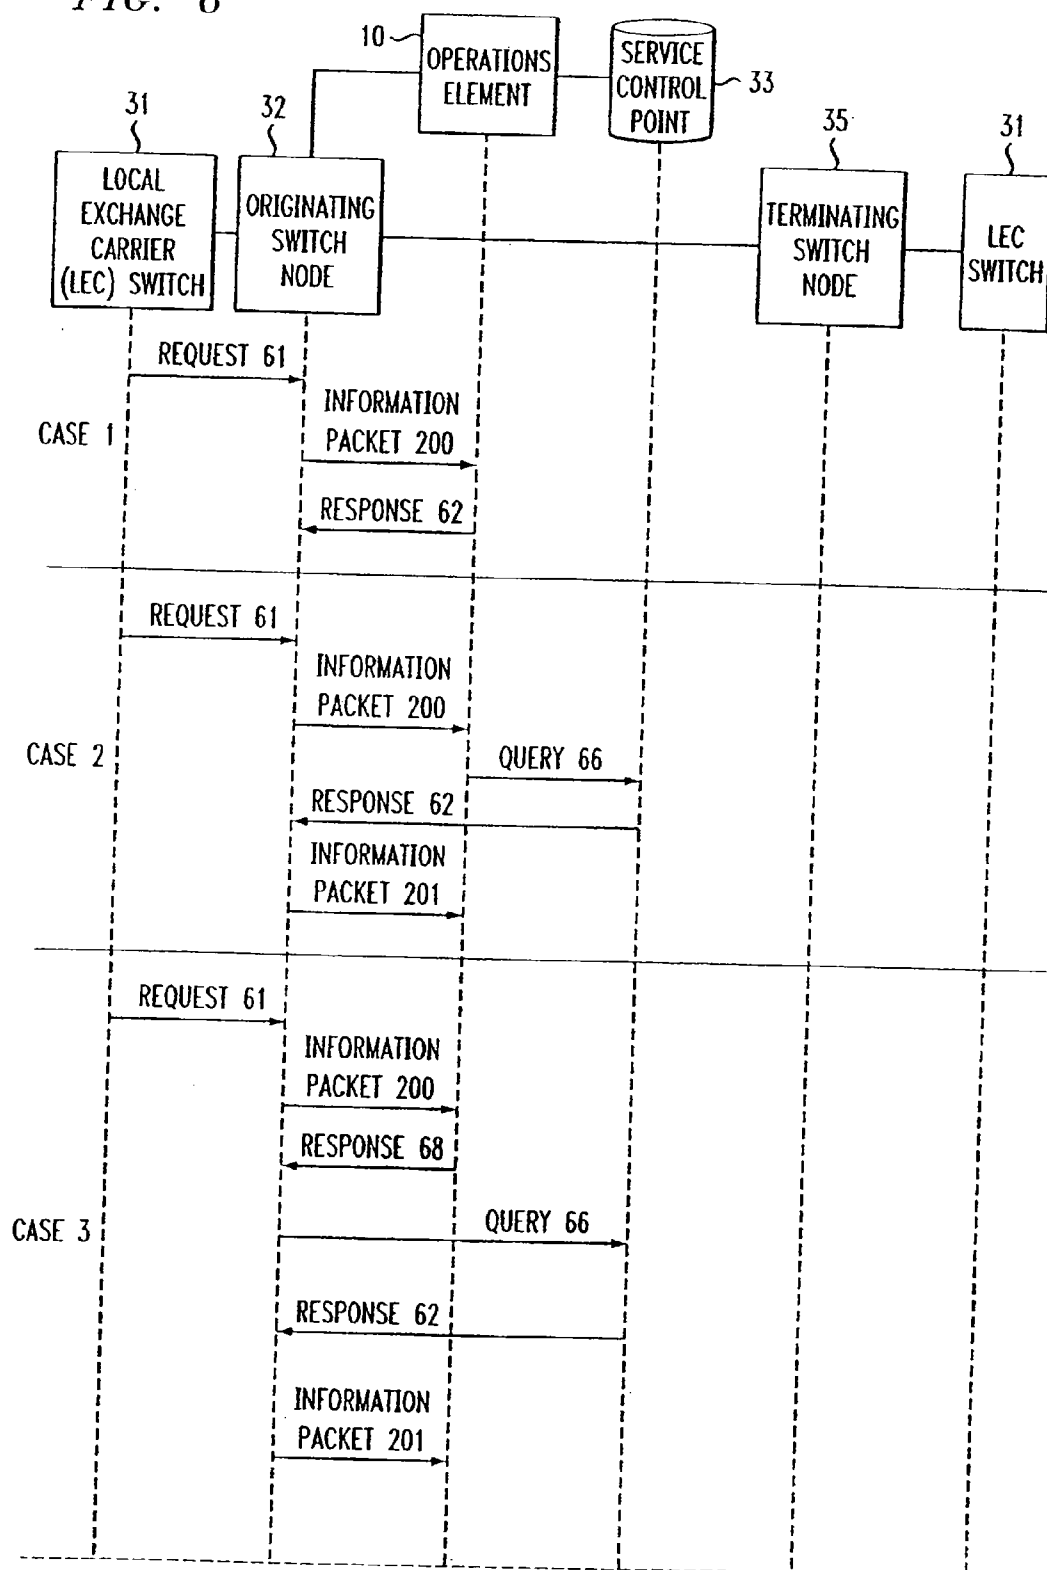 FIG. 6
10
OPERATIONS
ELEMENT
SERVICE
CONTROL
POINT
33
31
32
35
31
LOCAL
EXCHANGE
CARRIER
(LEC) SWITCH
ORIGINATING
SWITCH
NODE
TERMINATING
SWITCH
NODE
LEC
SWITCH
REQUEST 61
CASE 1
INFORMATION
PACKET 200
RESPONSE 62
REQUEST 61
INFORMATION
PACKET 200
CASE 2
QUERY 66
RESPONSE 62
INFORMATION
PACKET 201
REQUEST 61
INFORMATION
PACKET 200
RESPONSE 68
CASE 3
QUERY 66
RESPONSE 62
INFORMATION
PACKET 201